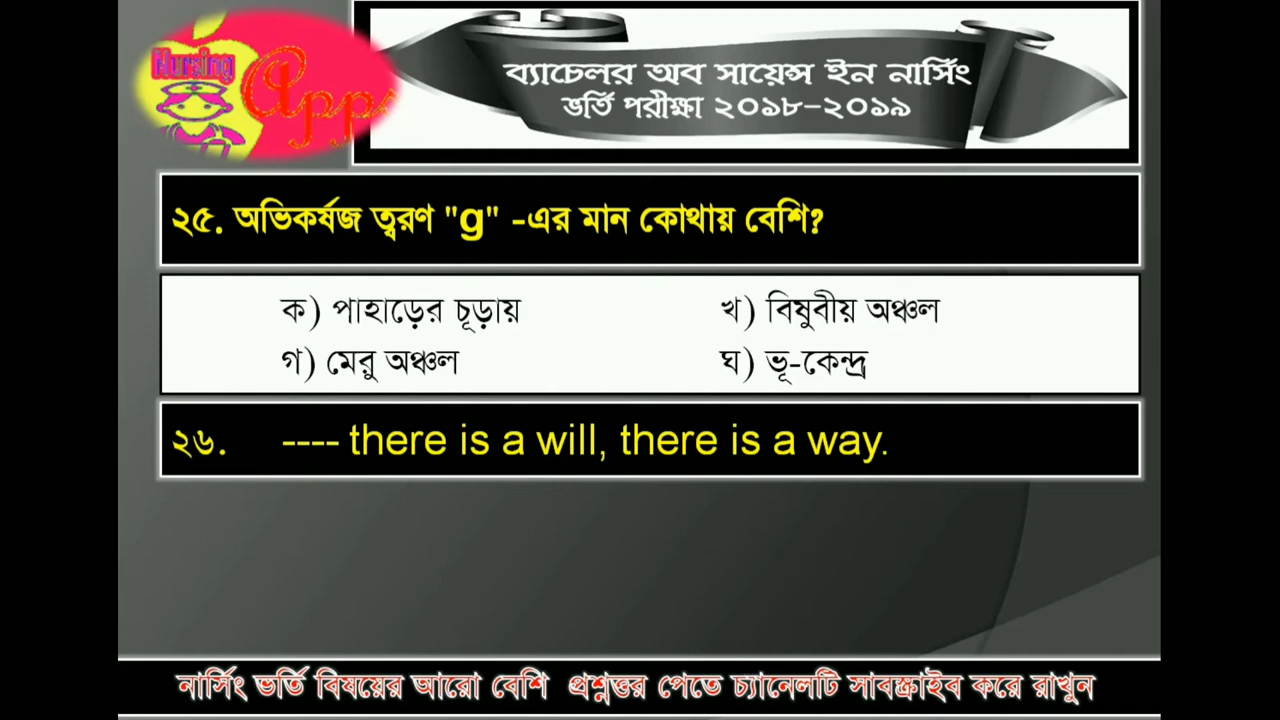 Nursing
Apps
ব্যাচেলর অব সায়েন্স ইন নার্সিং
ভর্তি পরীক্ষা ২০১৮-২০১৯
২৫. অভিকর্ষজ ত্বরণ "g" -এর মান কোথায় বেশি?
ক) পাহাড়ের চূড়ায় খ) বিষুবীয় অঞ্চল
গ) মেরু অঞ্চল ঘ) ভূ-কেন্দ্র
২৬. ---- there is a will, there is a way.
নার্সিং ভর্তি বিষয়ের আরো বেশি প্রশ্নত্তর পেতে চ্যানেলটি সাবস্ক্রাইব করে রাখুন